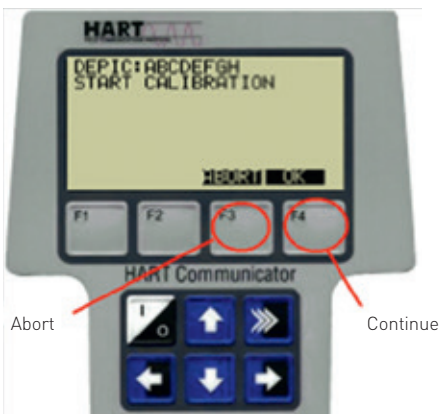 HART
DEPIC:ABCDEFGH
START CALIBRATION
ABORT OK
F1 F2 F3 F4
HART Communicator
I
O
Abort
Continue